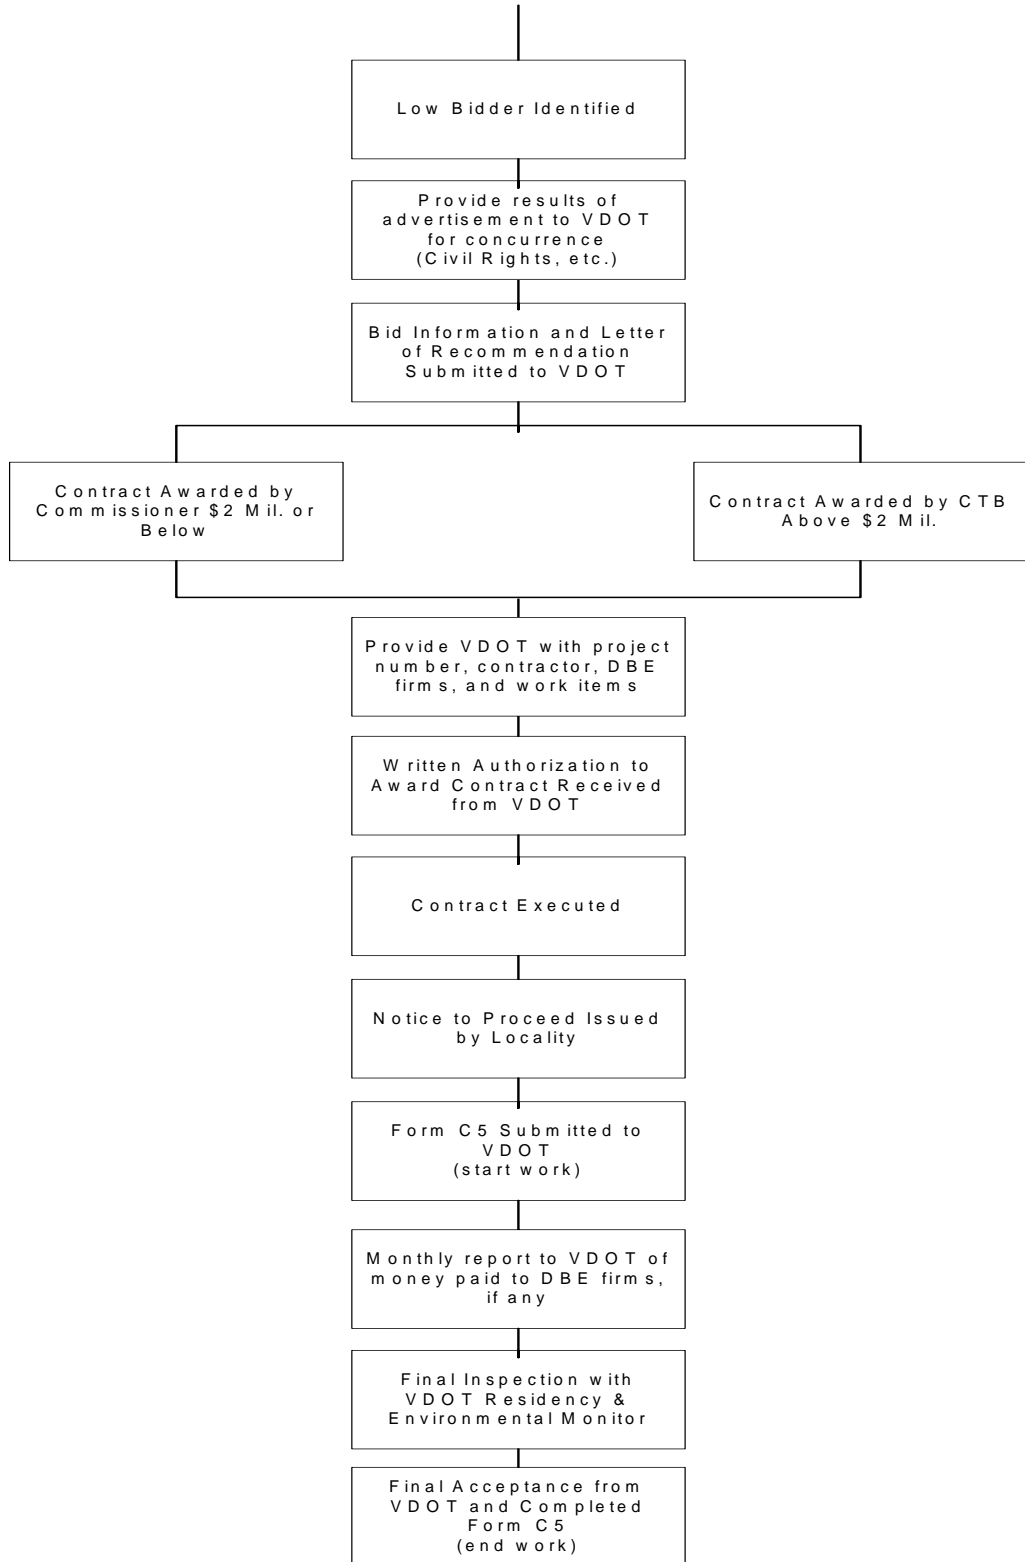 Low Bidder Identified
Provide results of
advertisement to VDOT
for concurrence
(Civil Rights, etc.)
Bid Information and Letter
of Recommendation
Submitted to VDOT
Contract Awarded by
Commissioner $2 Mil. or
Below
Contract Awarded by CTB
Above $2 Mil.
Provide VDOT with project
number, contractor, DBE
firms, and work items
Written Authorization to
Award Contract Received
from VDOT
Contract Executed
Notice to Proceed Issued
by Locality
Form C5 Submitted to
VDOT
(start work)
Monthly report to VDOT of
money paid to DBE firms,
if any
Final Inspection with
VDOT Residency &
Environmental Monitor
Final Acceptance from
VDOT and Completed
Form C5
(end work)